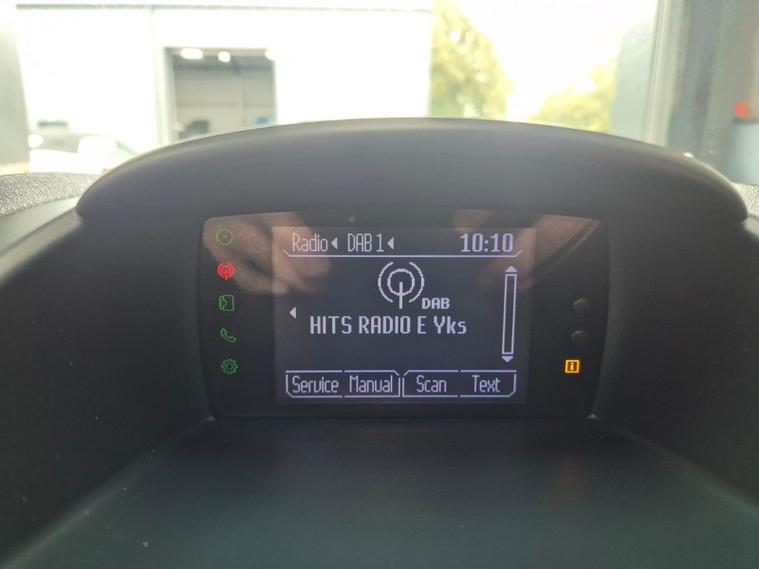 Radio DAB 1 10:10
DAB
HITS RADIO E Yks
Service Manual Scan Text
i